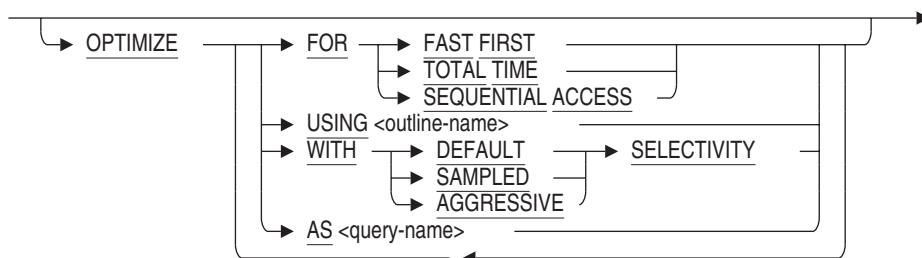 OPTIMIZE FOR FAST FIRST
TOTAL TIME
SEQUENTIAL ACCESS
USING <outline-name>
WITH DEFAULT SELECTIVITY
SAMPLED
AGGRESSIVE
AS <query-name>